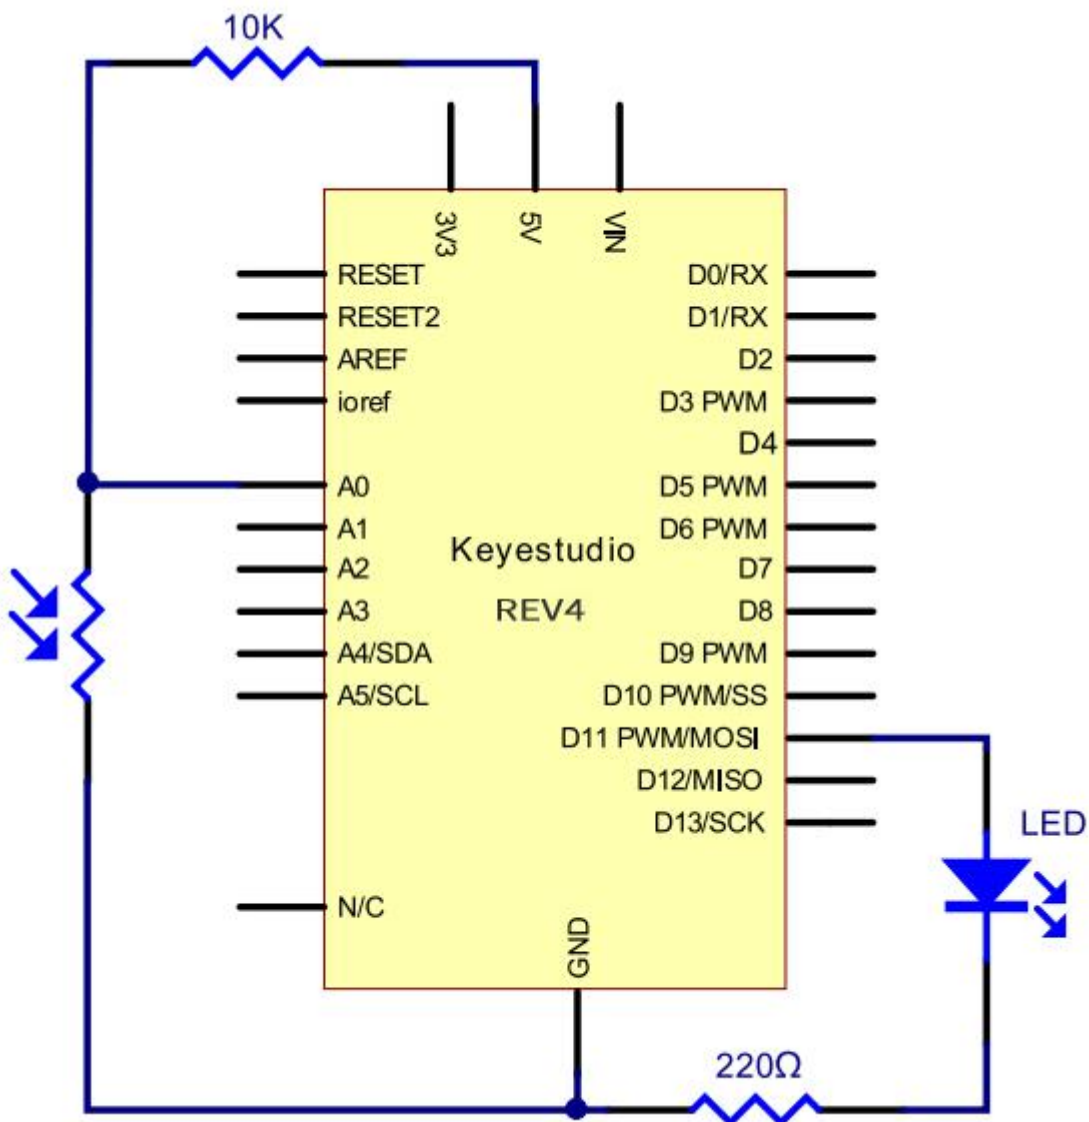 10K
3V3
5V
VIN
RESET
RESET2
AREF
ioref
A0
A1
A2
A3
A4/SDA
A5/SCL
N/C
Keyestudio
REV4
D0/RX
D1/RX
D2
D3 PWM
D4
D5 PWM
D6 PWM
D7
D8
D9 PWM
D10 PWM/SS
D11 PWM/MOSI
D12/MISO
D13/SCK
GND
LED
220Ω